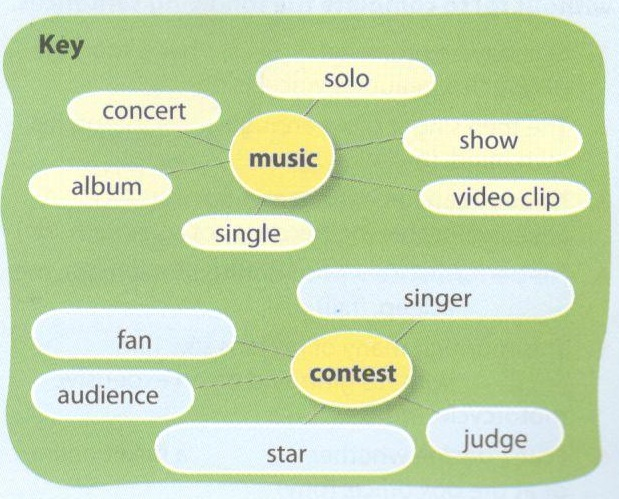 Key
solo
concert
show
music
album
video clip
single
singer
fan
contest
audience
judge
star